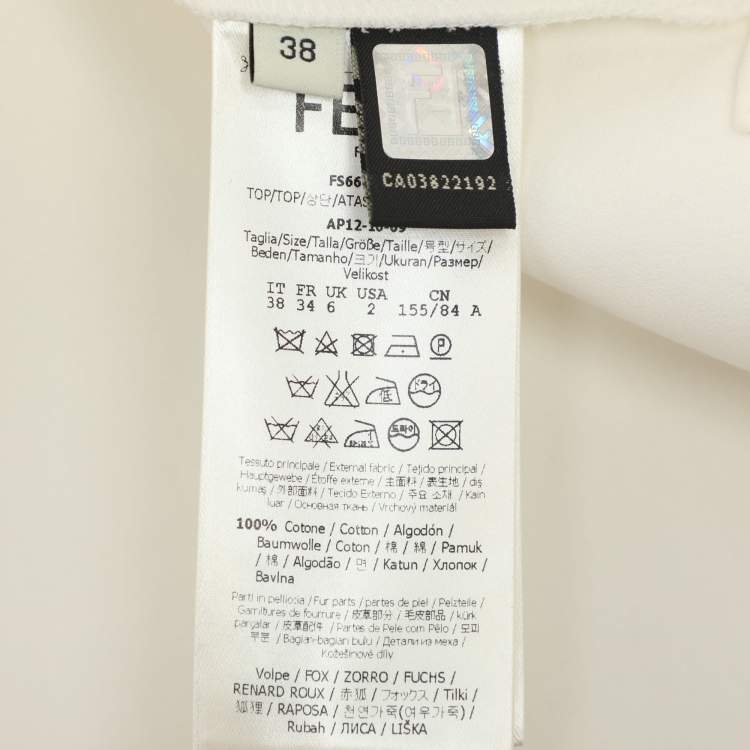 38
CA03822192
TOP/TOP/상단/ATAS
AP12-10-09
Taglia/Size/Talla/Größe/Taille/号型/サイズ/
Beden/Tamanho/크기/Ukuran/Размер/
Velikost
IT FR UK USA CN
38 34 6 2 155/84 A
ドライ
低
드라이
Tessuto principale / External fabric / Tejido principal /
Hauptgewebe / Étoffe externe / 主面料 / 表生地 / dış
kumaş / 外部面料 / Tecido Externo / 주요 소재 / Kain
luar / Основная ткань / Vrchový materiál
100% Cotone / Cotton / Algodón /
Baumwolle / Coton / 棉 / 綿 / Pamuk
/ 棉 / Algodão / 면 / Katun / Хлопок /
Bavlna
Parti in pelliccia / Fur parts / partes de piel / Pelzteile /
Garnitures de fourrure / 皮草部分 / 毛皮部品 / kürk
parçalar / 皮草配件 / Partes de Pele com Pêlo / 모피
부분 / Bagian-bagian bulu / Детали из меха /
Kožešinové díly
Volpe / FOX / ZORRO / FUCHS /
RENARD ROUX / 赤狐 / フォックス / Tilki /
狐狸 / RAPOSA / 천연가죽(여우가죽) /
Rubah / ЛИСА / LIŠKA